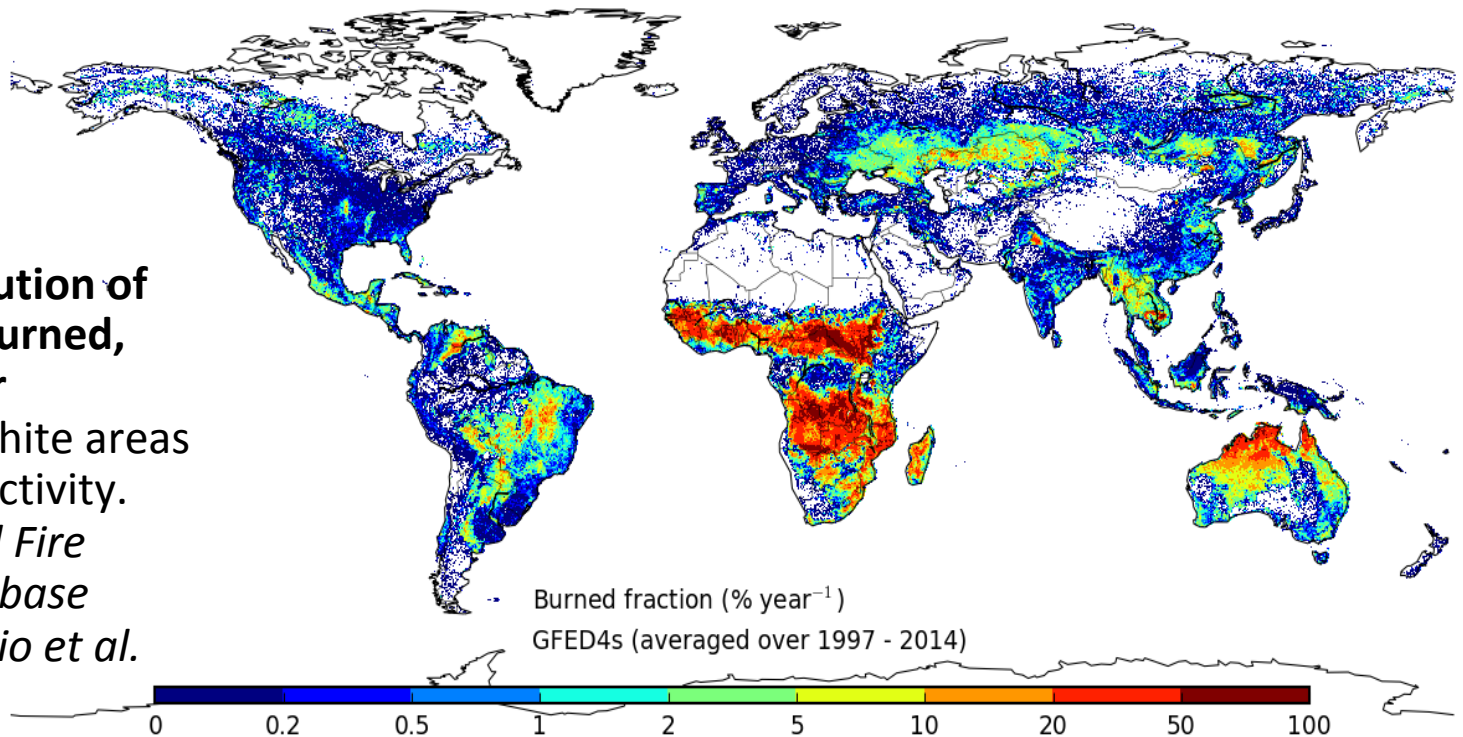 ution of
urned,
r
hite areas
ctivity.
l Fire
base
io et al.
Burned fraction (% year⁻¹)
GFED4s (averaged over 1997 - 2014)
0 0.2 0.5 1 2 5 10 20 50 100